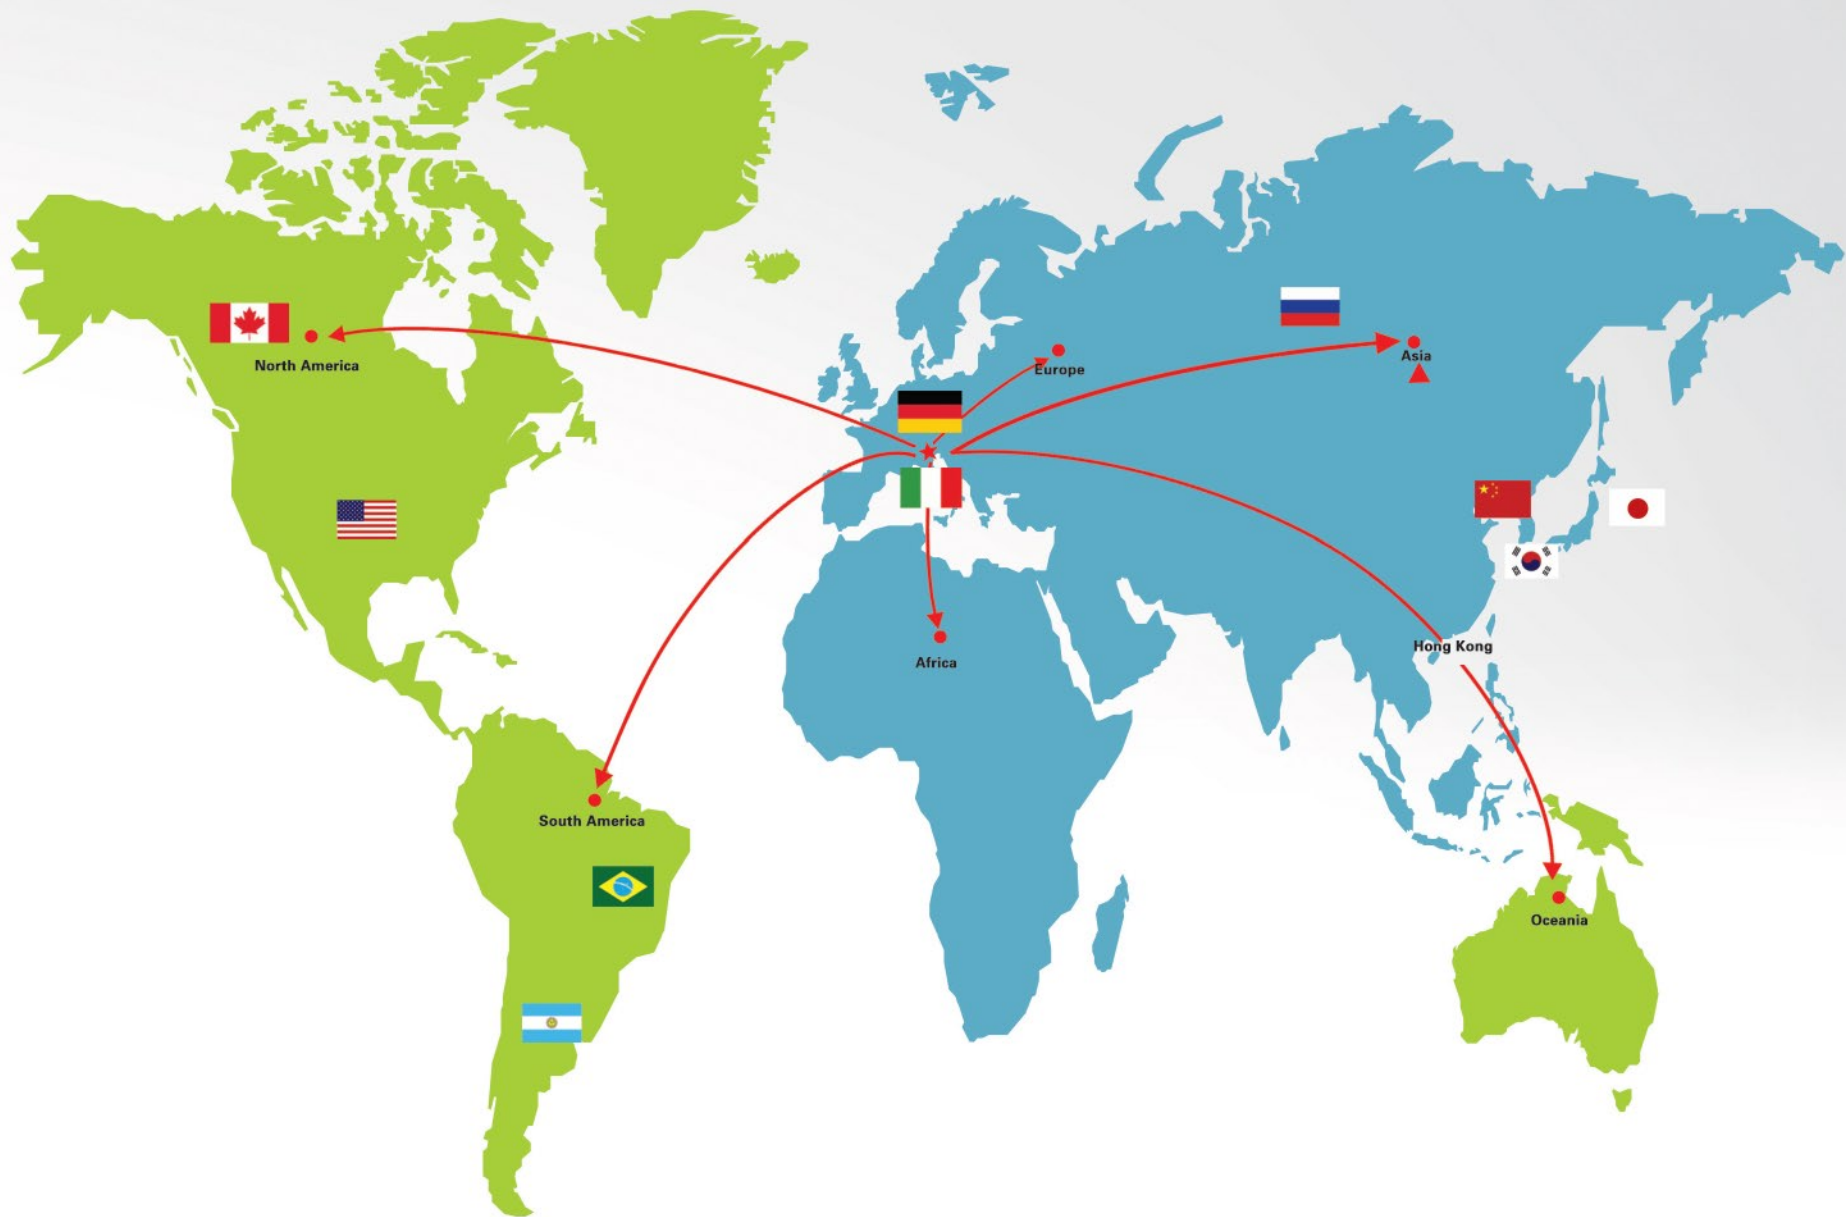 North America
Europe
Asia
Hong Kong
Africa
South America
Oceania